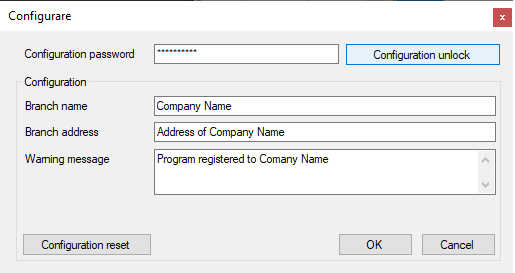 Configurare
x
Configuration password
**********
Configuration unlock
Configuration
Branch name
Company Name
Branch address
Address of Company Name
Warning message
Program registered to Comany Name
Configuration reset
OK
Cancel